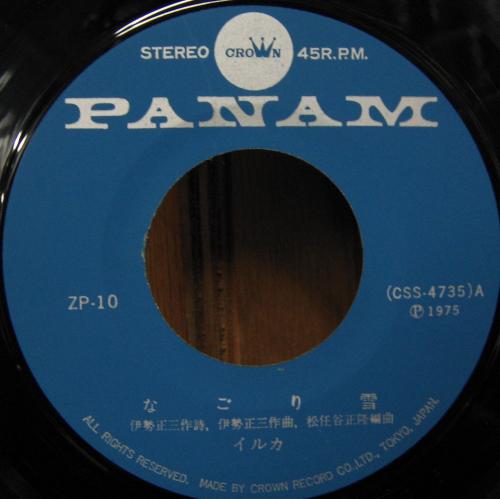 STEREO CROWN 45R.P.M.
PANAM
ZP-10
(CSS-4735)A
Ⓟ 1975
なごり雪
伊勢正三作詩、伊勢正三作曲、松任谷正隆編曲
イルカ
ALL RIGHTS RESERVED. MADE BY CROWN RECORD CO.,LTD., TOKYO, JAPAN.